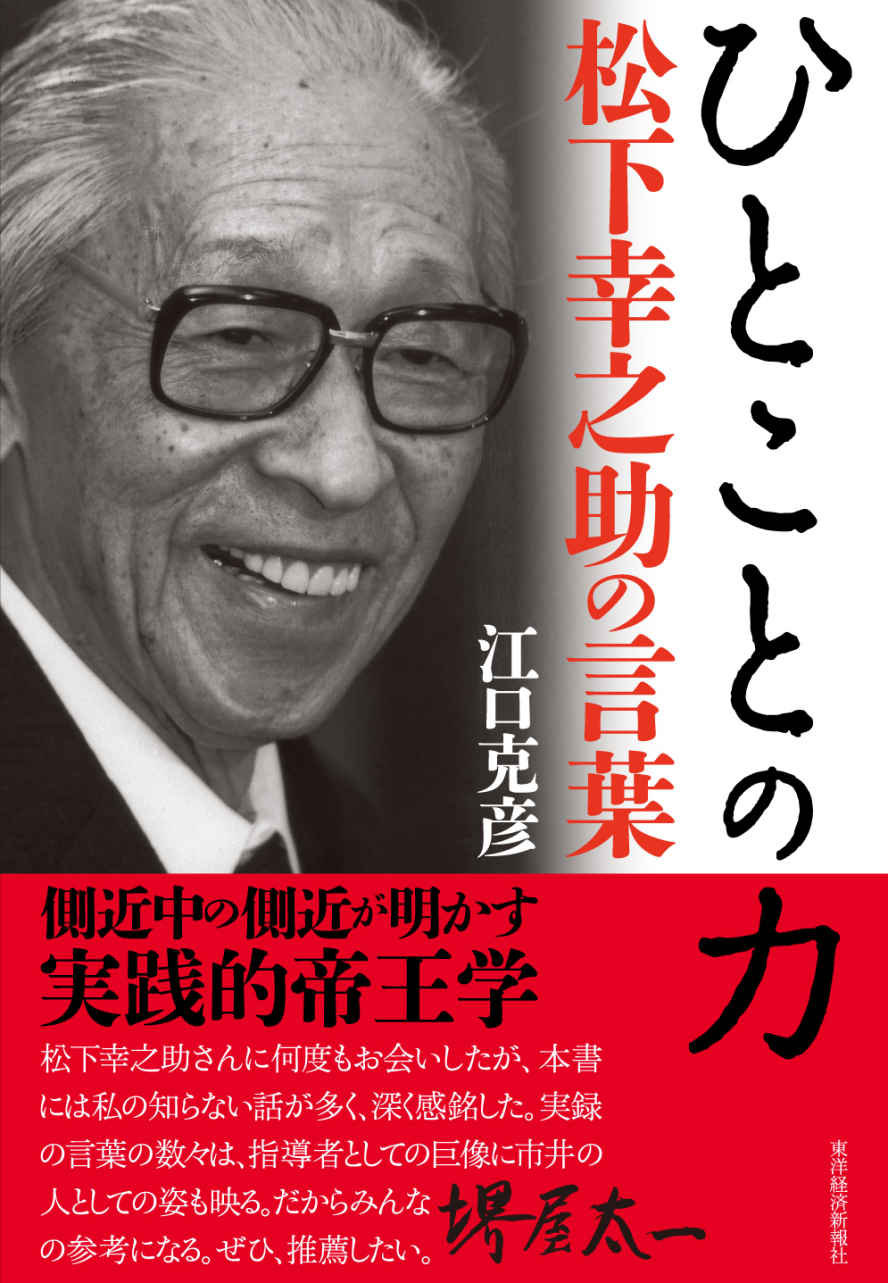 ひとことの力
松下幸之助の言葉
江口克彦
側近中の側近が明かす
実践的帝王学
松下幸之助さんに何度もお会いしたが、本書
には私の知らない話が多く、深く感銘した。実録
の言葉の数々は、指導者としての巨像に市井の
人としての姿も映る。だからみんな
の参考になる。ぜひ、推薦したい。
堺屋太一
東洋経済新報社